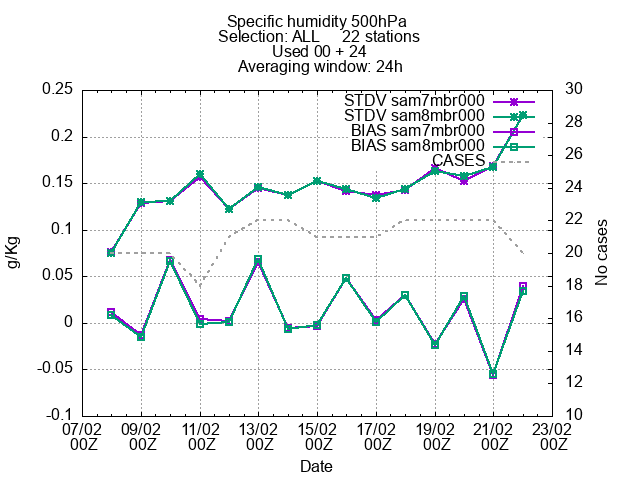 Specific humidity 500hPa
Selection: ALL 22 stations
Used 00 + 24
Averaging window: 24h
0.25
0.2
0.15
0.1
0.05
0
-0.05
-0.1
g/Kg
STDV sam7mbr000
STDV sam8mbr000
BIAS sam7mbr000
BIAS sam8mbr000
CASES
30
28
26
24
22
20
18
16
14
12
10
No cases
07/02 09/02 11/02 13/02 15/02 17/02 19/02 21/02 23/02
00Z 00Z 00Z 00Z 00Z 00Z 00Z 00Z 00Z
Date